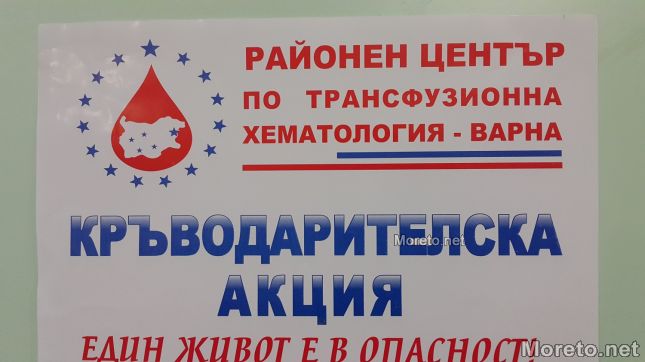 РАЙОНЕН ЦЕНТЪР
ПО ТРАНСФУЗИОННА
ХЕМАТОЛОГИЯ - ВАРНА
КРЪВОДАРИТЕЛСКА
Moreto.net
АКЦИЯ
ЕДИН ЖИВОТ Е В ОПАСНОСТ
Moreto.net